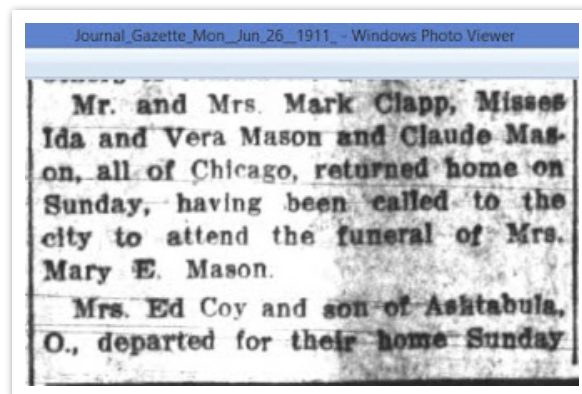 Journal_Gazette_Mon__Jun_26__1911_ - Windows Photo Viewer
Mr. and Mrs. Mark Clapp, Misses
Ida and Vera Mason and Claude Mas-
on, all of Chicago, returned home on
Sunday, having been called to the
city to attend the funeral of Mrs.
Mary E. Mason.
Mrs. Ed Coy and son of Ashtabula,
O., departed for their home Sunday